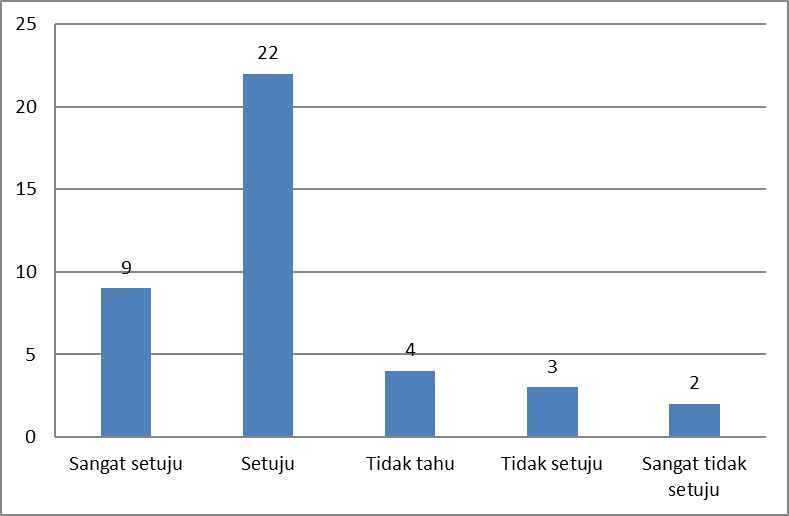 25
22
20
15
10
9
5
4
3
2
0
Sangat setuju
Setuju
Tidak tahu
Tidak setuju
Sangat tidak
setuju